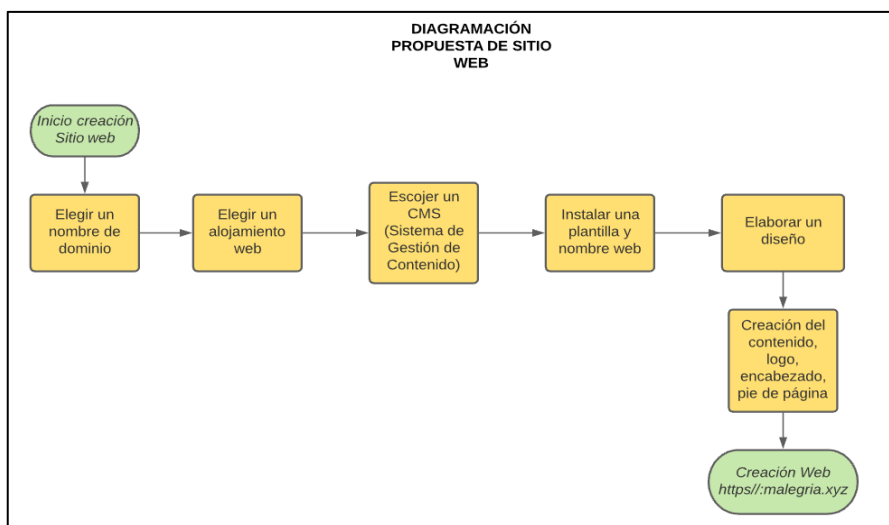 DIAGRAMACIÓN
PROPUESTA DE SITIO
WEB
Inicio creación
Sitio web
Elegir un
nombre de
dominio
Elegir un
alojamiento
web
Escojer un
CMS
(Sistema de
Gestión de
Contenido)
Instalar una
plantilla y
nombre web
Elaborar un
diseño
Creación del
contenido,
logo,
encabezado,
pie de página
Creación Web
https//:malegria.xyz